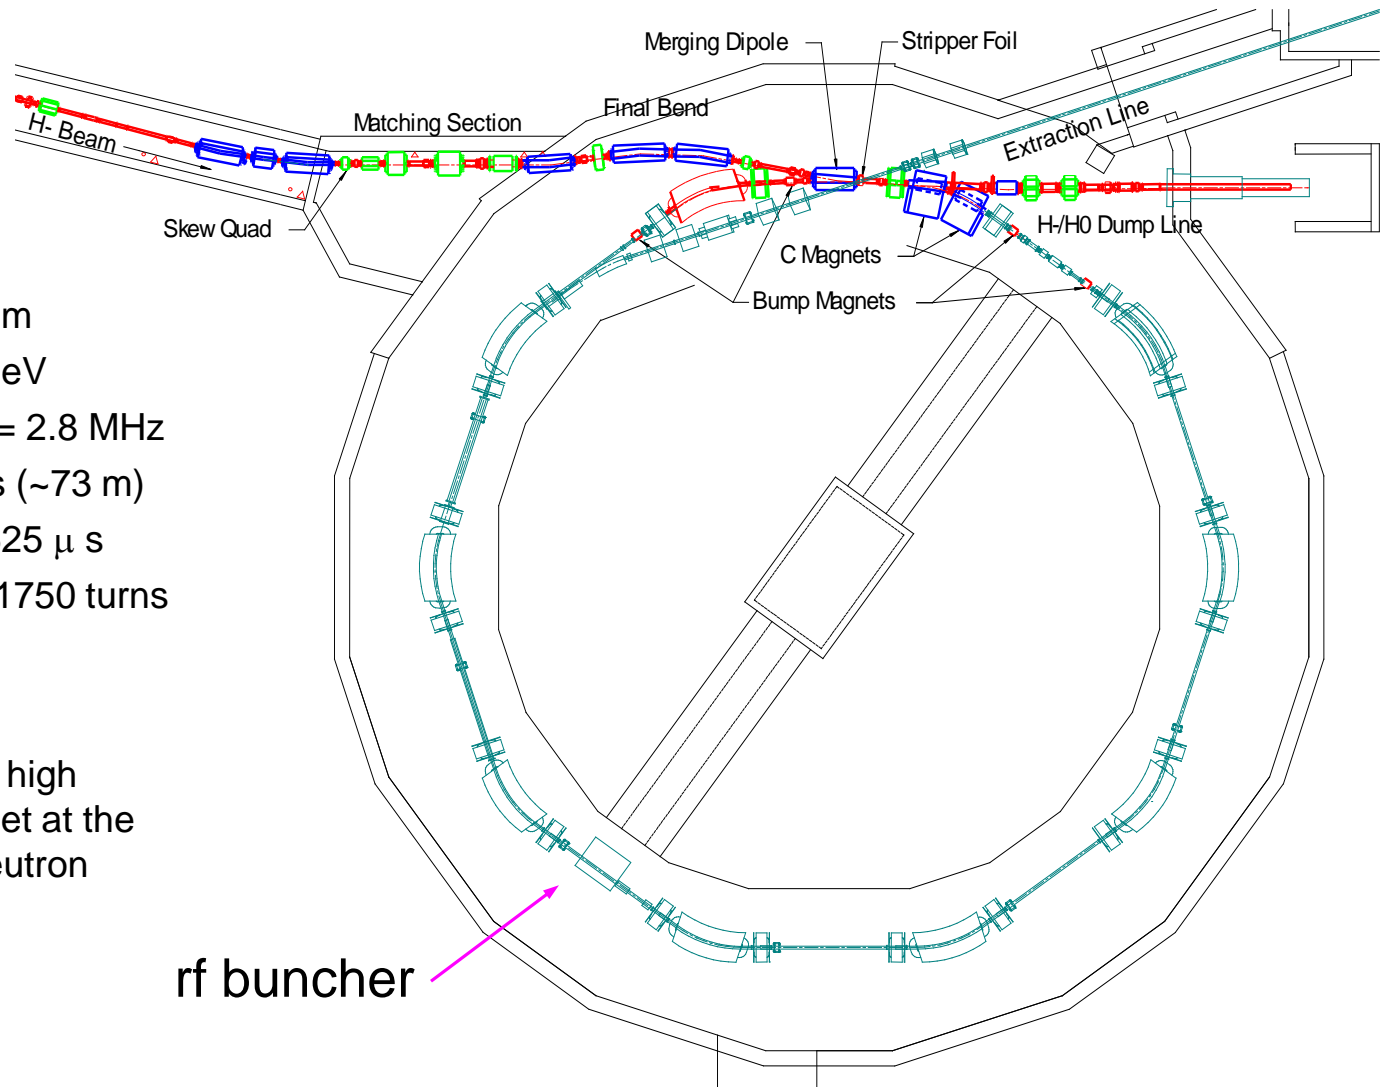 Merging Dipole
Stripper Foil
Final Bend
Matching Section
H- Beam
Extraction Line
Skew Quad
H-/H0 Dump Line
C Magnets
Bump Magnets
m
eV
= 2.8 MHz
s (~73 m)
25 μ s
1750 turns
high
et at the
eutron
rf buncher